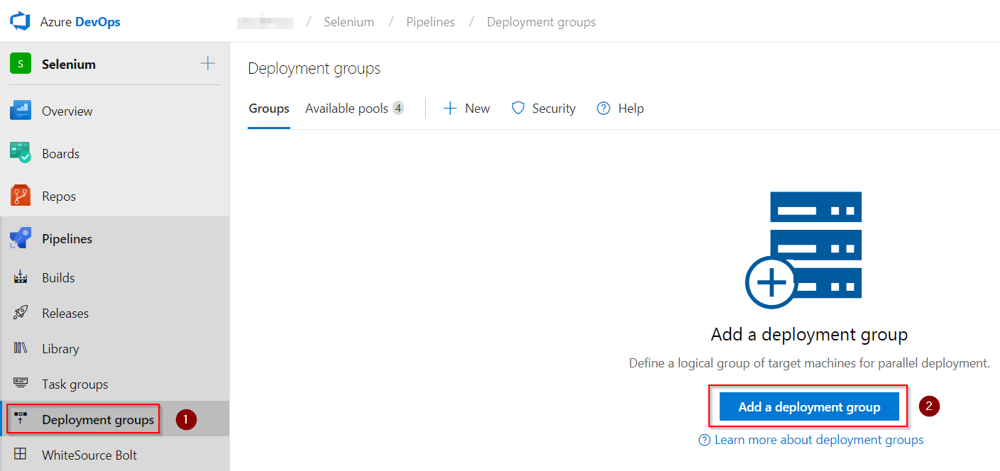 Azure DevOps
/ Selenium / Pipelines / Deployment groups
S Selenium
Overview
Boards
Repos
Pipelines
Builds
Releases
Library
Task groups
Deployment groups 1
WhiteSource Bolt
Deployment groups
Groups Available pools 4 New Security ? Help
Add a deployment group
Define a logical group of target machines for parallel deployment.
Add a deployment group 2
? Learn more about deployment groups